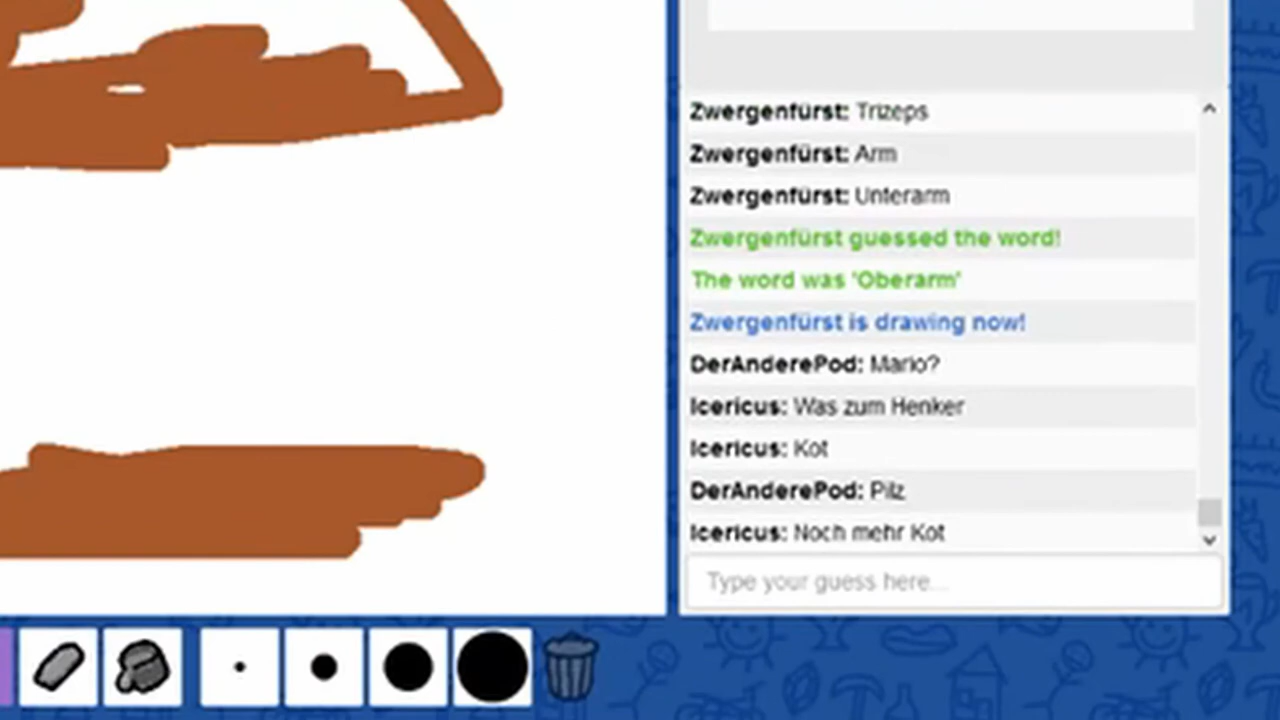 Zwergenfürst: Trizeps
Zwergenfürst: Arm
Zwergenfürst: Unterarm
Zwergenfürst guessed the word!
The word was 'Oberarm'
Zwergenfürst is drawing now!
DerAnderePod: Mario?
Icericus: Was zum Henker
Icericus: Kot
DerAnderePod: Pilz
Icericus: Noch mehr Kot
Type your guess here...